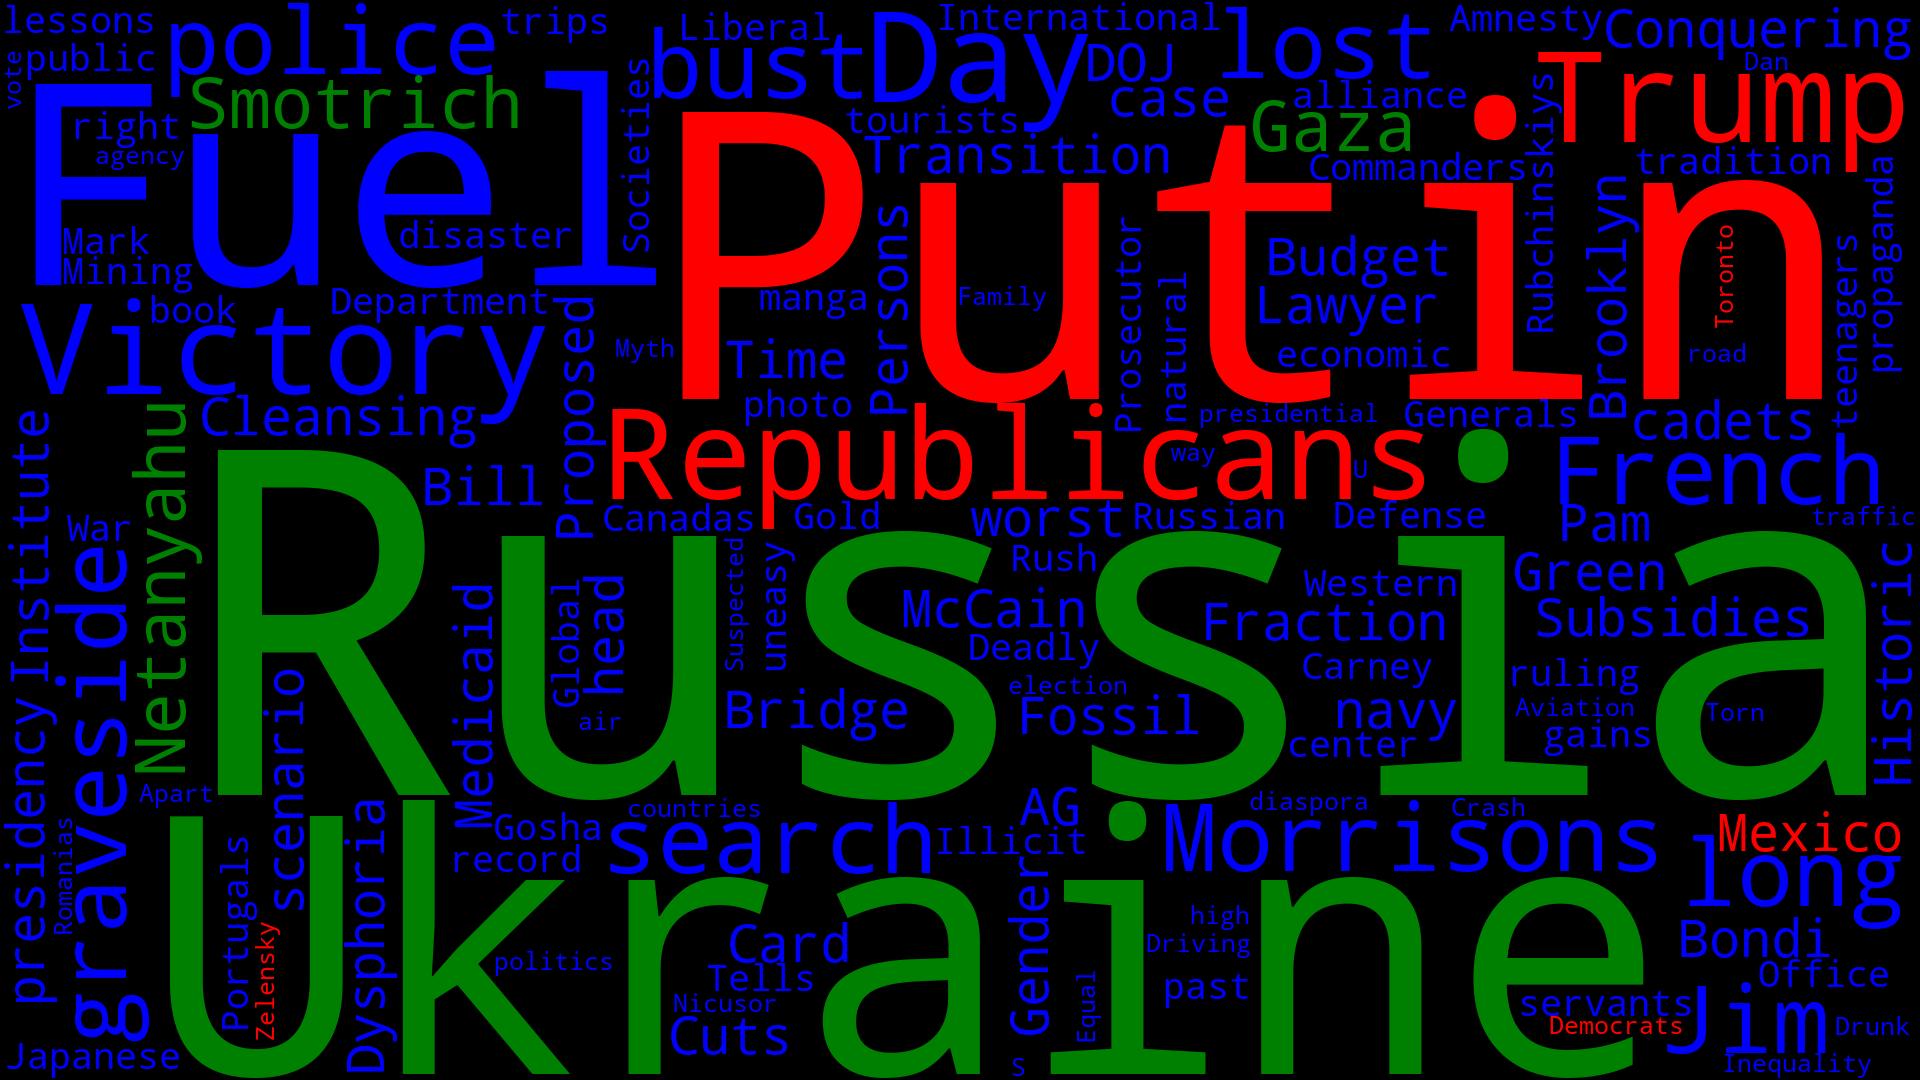 lessons
police
trips
Liberal
International
lost
Amnesty
Conquering
vote
public
bust
Day
DOJ
Dan
Smotrich
Fuel
Societies
case
alliance
Trump
right
tourists
Gaza
agency
Transition
Commanders
Rubchinskiys
tradition
Putin
Mark
disaster
Persons
Budget
Brooklyn
Toronto
propaganda
Mining
Department
manga
Family
Prosecutor
natural
Lawyer
teenagers
book
Victory
Proposed
Myth
Time
economic
road
Cleansing
photo
presidential
Generals
cadets
Netanyahu
Republicans
way
U
French
Institute
Bill
War
Canadas
Gold
worst
Russian
Defense
Pam
traffic
graveside
Russia
Suspected
uneasy
Rush
Western
Green
Historic
Medicaid
Global
head
McCain
Fraction
Subsidies
Deadly
Carney
ruling
scenario
Bridge
election
Fossil
navy
Aviation
Torn
air
center
gains
presidency
Apart
Dysphoria
countries
AG
diaspora
Crash
Gosha
search
Illicit
Morrisons
Mexico
Romanias
record
long
Ukraine
Portugals
Zelensky
politics
Card
Gender
high
Driving
Bondi
Tells
past
Office
Nicusor
Equal
servants
Japanese
Cuts
Democrats
Jim
Drunk
S
Inequality